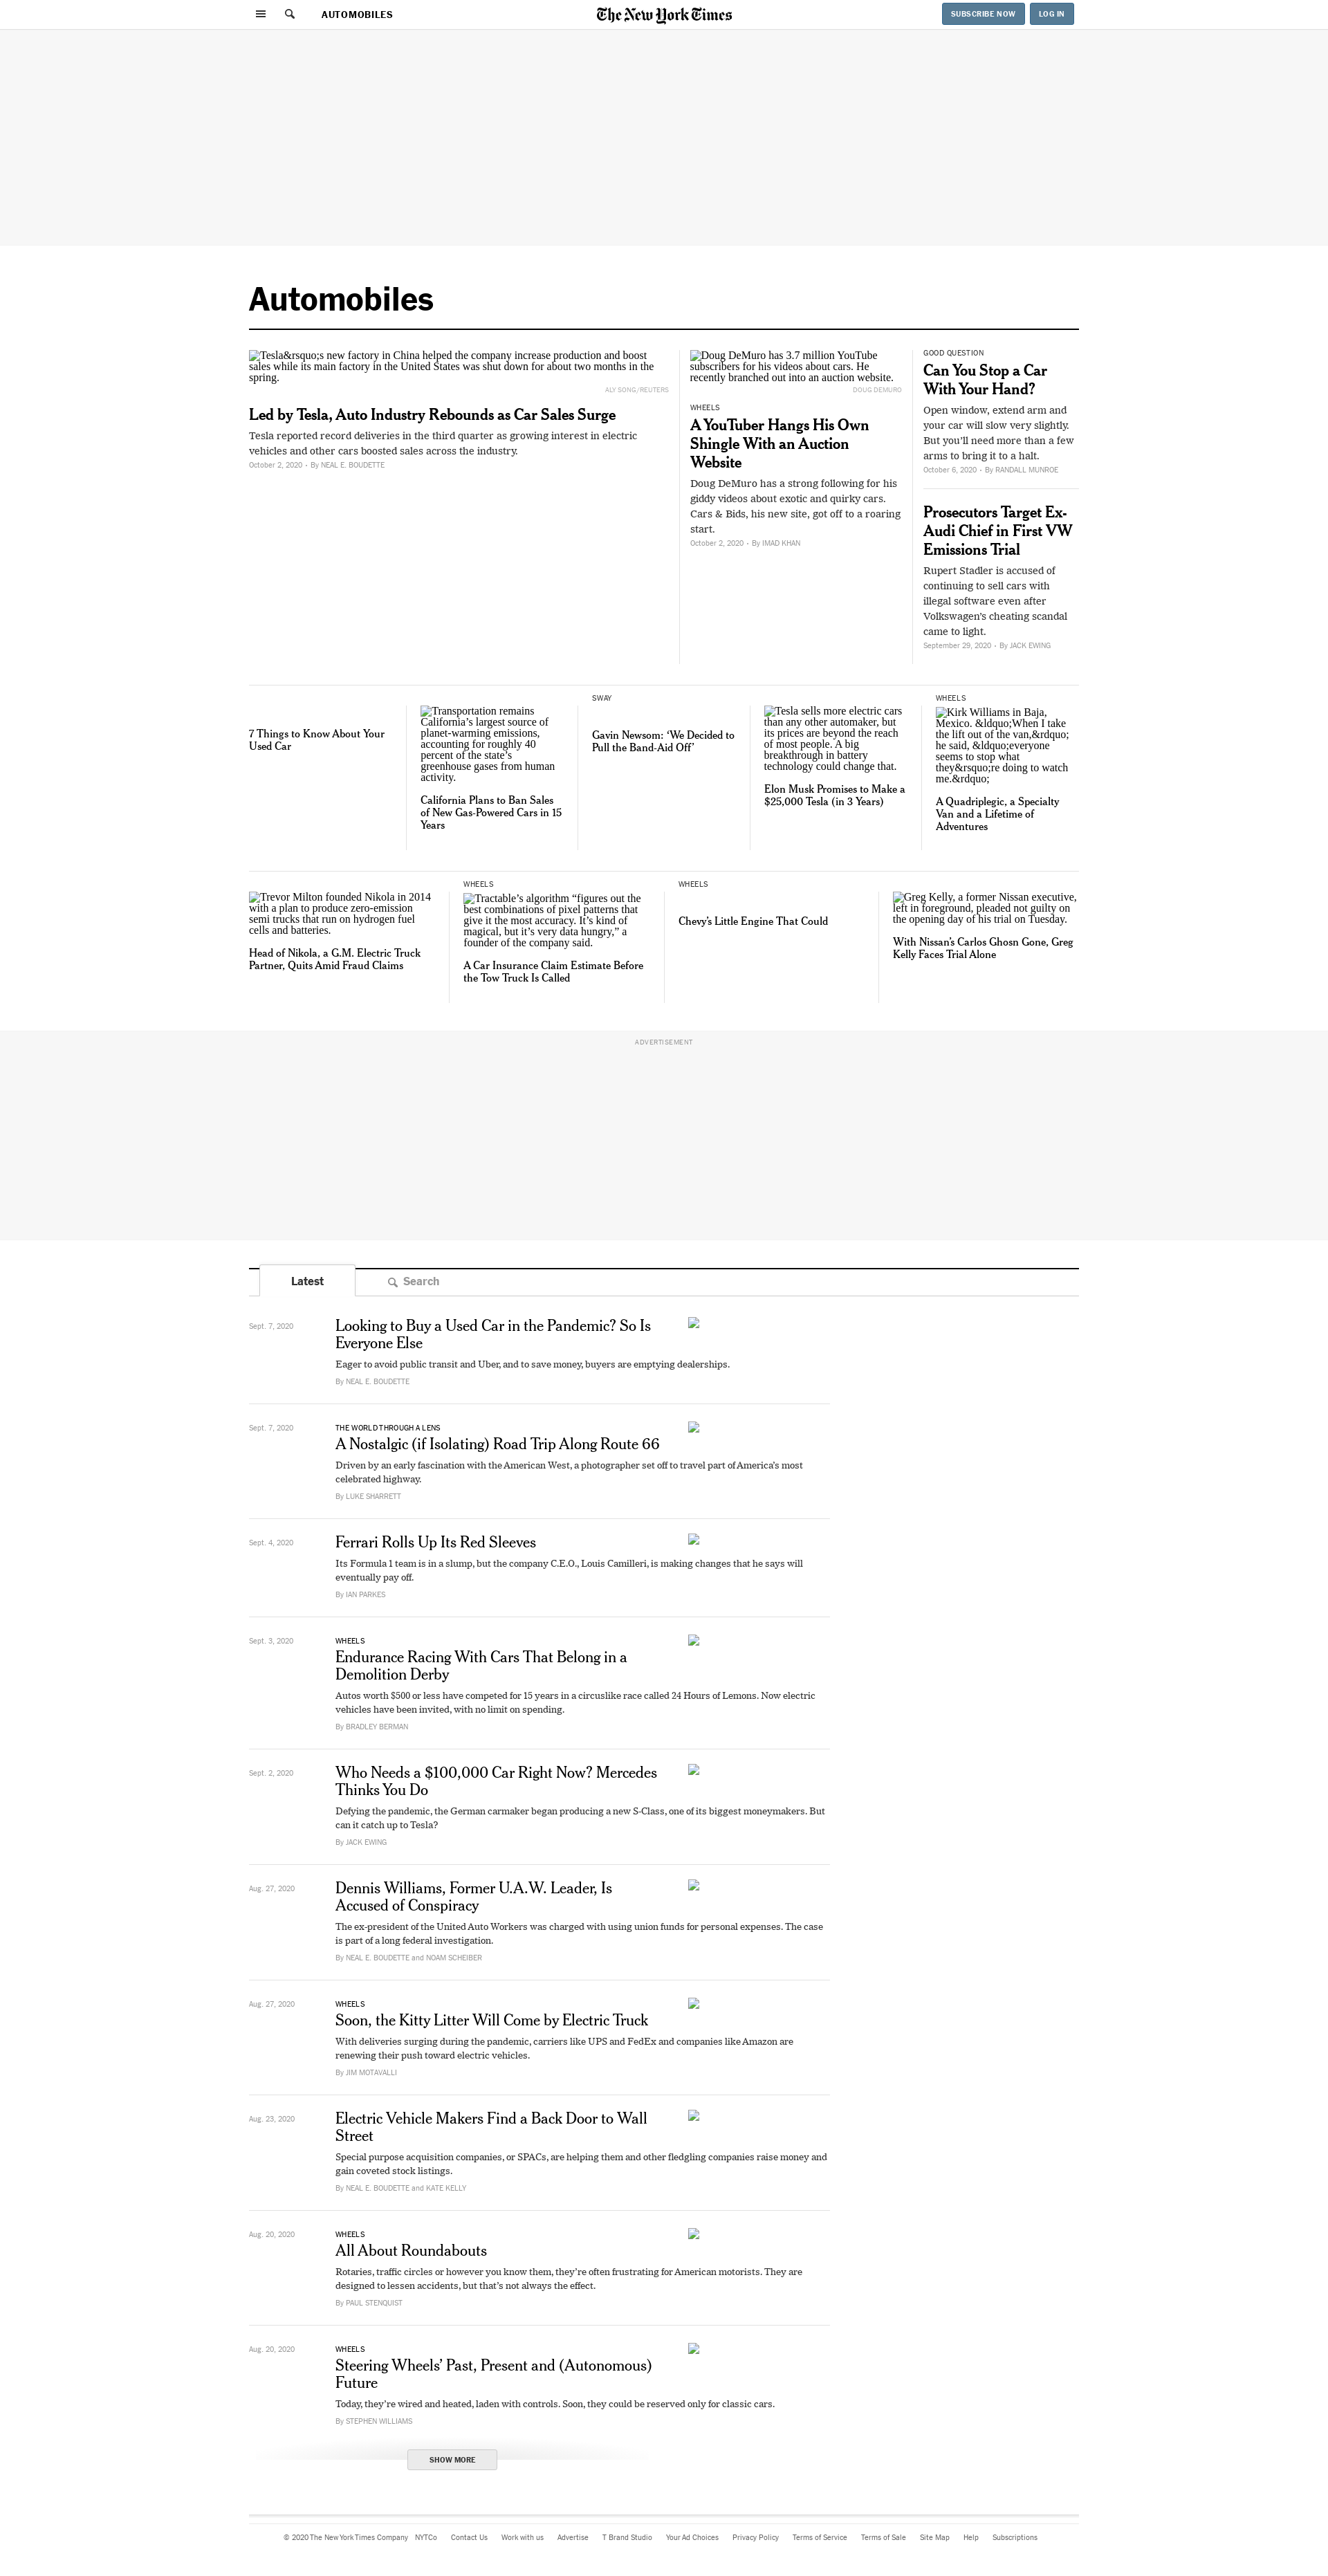 AUTOMOBILES
The New York Times
SUBSCRIBE NOW
LOG IN
Automobiles
Tesla&rsquo;s new factory in China helped the company increase production and boost
sales while its main factory in the United States was shut down for about two months in the
spring.
ALY SONG/REUTERS
Led by Tesla, Auto Industry Rebounds as Car Sales Surge
Tesla reported record deliveries in the third quarter as growing interest in electric
vehicles and other cars boosted sales across the industry.
October 2, 2020 • By NEAL E. BOUDETTE
Doug DeMuro has 3.7 million YouTube
subscribers for his videos about cars. He
recently branched out into an auction website.
DOUG DEMURO
WHEELS
A YouTuber Hangs His Own
Shingle With an Auction
Website
Doug DeMuro has a strong following for his
giddy videos about exotic and quirky cars.
Cars & Bids, his new site, got off to a roaring
start.
October 2, 2020 • By IMAD KHAN
GOOD QUESTION
Can You Stop a Car
With Your Hand?
Open window, extend arm and
your car will slow very slightly.
But you’ll need more than a few
arms to bring it to a halt.
October 6, 2020 • By RANDALL MUNROE
Prosecutors Target Ex-
Audi Chief in First VW
Emissions Trial
Rupert Stadler is accused of
continuing to sell cars with
illegal software even after
Volkswagen’s cheating scandal
came to light.
September 29, 2020 • By JACK EWING
7 Things to Know About Your
Used Car
Transportation remains
California’s largest source of
planet-warming emissions,
accounting for roughly 40
percent of the state’s
greenhouse gases from human
activity.
California Plans to Ban Sales
of New Gas-Powered Cars in 15
Years
SWAY
Gavin Newsom: ‘We Decided to
Pull the Band-Aid Off’
Tesla sells more electric cars
than any other automaker, but
its prices are beyond the reach
of most people. A big
breakthrough in battery
technology could change that.
Elon Musk Promises to Make a
$25,000 Tesla (in 3 Years)
WHEELS
Kirk Williams in Baja,
Mexico. &ldquo;When I take
the lift out of the van,&rdquo;
he said, &ldquo;everyone
seems to stop what
they&rsquo;re doing to watch
me.&rdquo;
A Quadriplegic, a Specialty
Van and a Lifetime of
Adventures
Trevor Milton founded Nikola in 2014
with a plan to produce zero-emission
semi trucks that run on hydrogen fuel
cells and batteries.
Head of Nikola, a G.M. Electric Truck
Partner, Quits Amid Fraud Claims
WHEELS
Tractable’s algorithm “figures out the
best combinations of pixel patterns that
give it the most accuracy. It’s kind of
magical, but it’s very data hungry,” a
founder of the company said.
A Car Insurance Claim Estimate Before
the Tow Truck Is Called
WHEELS
Chevy’s Little Engine That Could
Greg Kelly, a former Nissan executive,
left in foreground, pleaded not guilty on
the opening day of his trial on Tuesday.
With Nissan’s Carlos Ghosn Gone, Greg
Kelly Faces Trial Alone
ADVERTISEMENT
Latest
Search
Sept. 7, 2020
Looking to Buy a Used Car in the Pandemic? So Is
Everyone Else
Eager to avoid public transit and Uber, and to save money, buyers are emptying dealerships.
By NEAL E. BOUDETTE
Sept. 7, 2020
THE WORLD THROUGH A LENS
A Nostalgic (if Isolating) Road Trip Along Route 66
Driven by an early fascination with the American West, a photographer set off to travel part of America’s most
celebrated highway.
By LUKE SHARRETT
Sept. 4, 2020
Ferrari Rolls Up Its Red Sleeves
Its Formula 1 team is in a slump, but the company C.E.O., Louis Camilleri, is making changes that he says will
eventually pay off.
By IAN PARKES
Sept. 3, 2020
WHEELS
Endurance Racing With Cars That Belong in a
Demolition Derby
Autos worth $500 or less have competed for 15 years in a circuslike race called 24 Hours of Lemons. Now electric
vehicles have been invited, with no limit on spending.
By BRADLEY BERMAN
Sept. 2, 2020
Who Needs a $100,000 Car Right Now? Mercedes
Thinks You Do
Defying the pandemic, the German carmaker began producing a new S-Class, one of its biggest moneymakers. But
can it catch up to Tesla?
By JACK EWING
Aug. 27, 2020
Dennis Williams, Former U.A.W. Leader, Is
Accused of Conspiracy
The ex-president of the United Auto Workers was charged with using union funds for personal expenses. The case
is part of a long federal investigation.
By NEAL E. BOUDETTE and NOAM SCHEIBER
Aug. 27, 2020
WHEELS
Soon, the Kitty Litter Will Come by Electric Truck
With deliveries surging during the pandemic, carriers like UPS and FedEx and companies like Amazon are
renewing their push toward electric vehicles.
By JIM MOTAVALLI
Aug. 23, 2020
Electric Vehicle Makers Find a Back Door to Wall
Street
Special purpose acquisition companies, or SPACs, are helping them and other fledgling companies raise money and
gain coveted stock listings.
By NEAL E. BOUDETTE and KATE KELLY
Aug. 20, 2020
WHEELS
All About Roundabouts
Rotaries, traffic circles or however you know them, they’re often frustrating for American motorists. They are
designed to lessen accidents, but that’s not always the effect.
By PAUL STENQUIST
Aug. 20, 2020
WHEELS
Steering Wheels’ Past, Present and (Autonomous)
Future
Today, they’re wired and heated, laden with controls. Soon, they could be reserved only for classic cars.
By STEPHEN WILLIAMS
SHOW MORE
© 2020 The New York Times Company NYTCo Contact Us Work with us Advertise T Brand Studio Your Ad Choices Privacy Policy Terms of Service Terms of Sale Site Map Help Subscriptions